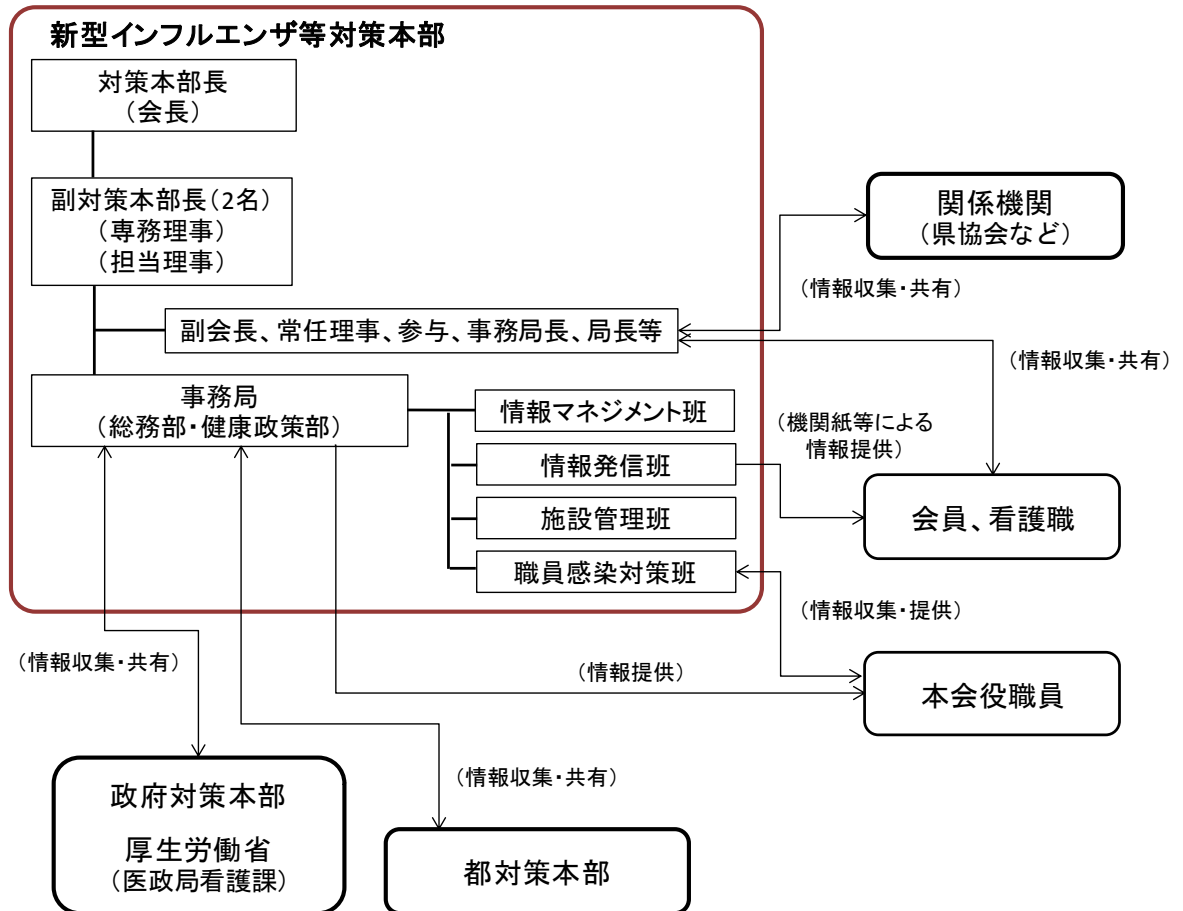 新型インフルエンザ等対策本部
対策本部長
（会長）
副対策本部長（2名）
（専務理事）
（担当理事）
副会長、常任理事、参与、事務局長、局長等
事務局
（総務部・健康政策部）
情報マネジメント班
情報発信班
施設管理班
職員感染対策班
関係機関
（県協会など）
（情報収集・共有）
（情報収集・共有）
（機関紙等による
情報提供）
会員、看護職
（情報収集・提供）
（情報収集・共有）
（情報提供）
本会役職員
（情報収集・共有）
政府対策本部
厚生労働省
（医政局看護課）
都対策本部